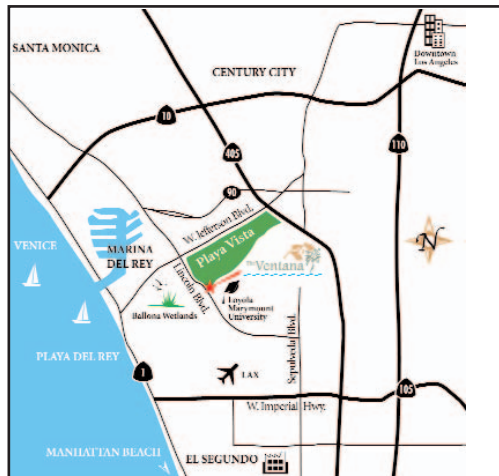 SANTA MONICA
Downtown
Los Angeles
CENTURY CITY
10
405
110
90
W. Jefferson Blvd.
VENICE
MARINA
DEL REY
Playa Vista
the Ventana
N
Lincoln Blvd.
Loyola
Marymount
University
Ballona Wetlands
Sepulveda Blvd.
PLAYA DEL REY
1
LAX
105
W. Imperial Hwy.
MANHATTAN BEACH
EL SEGUNDO